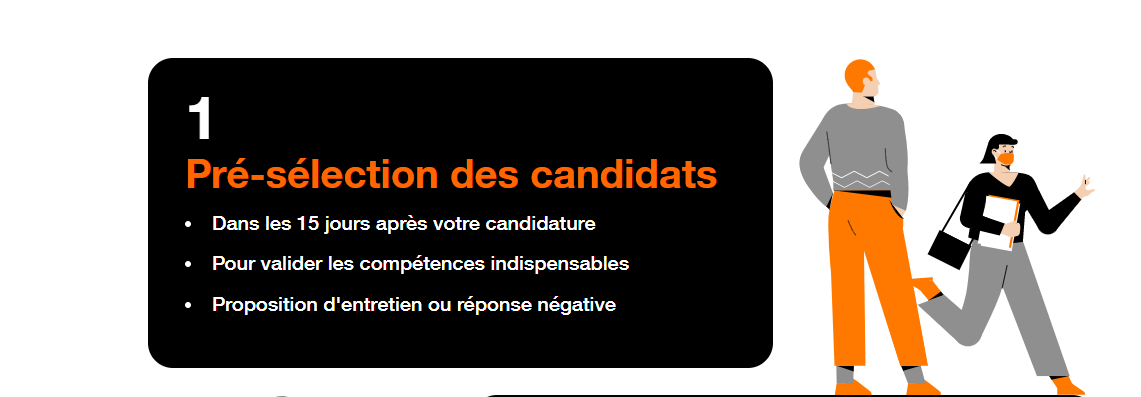 1
Pré-sélection des candidats
• Dans les 15 jours après votre candidature
• Pour valider les compétences indispensables
• Proposition d'entretien ou réponse négative